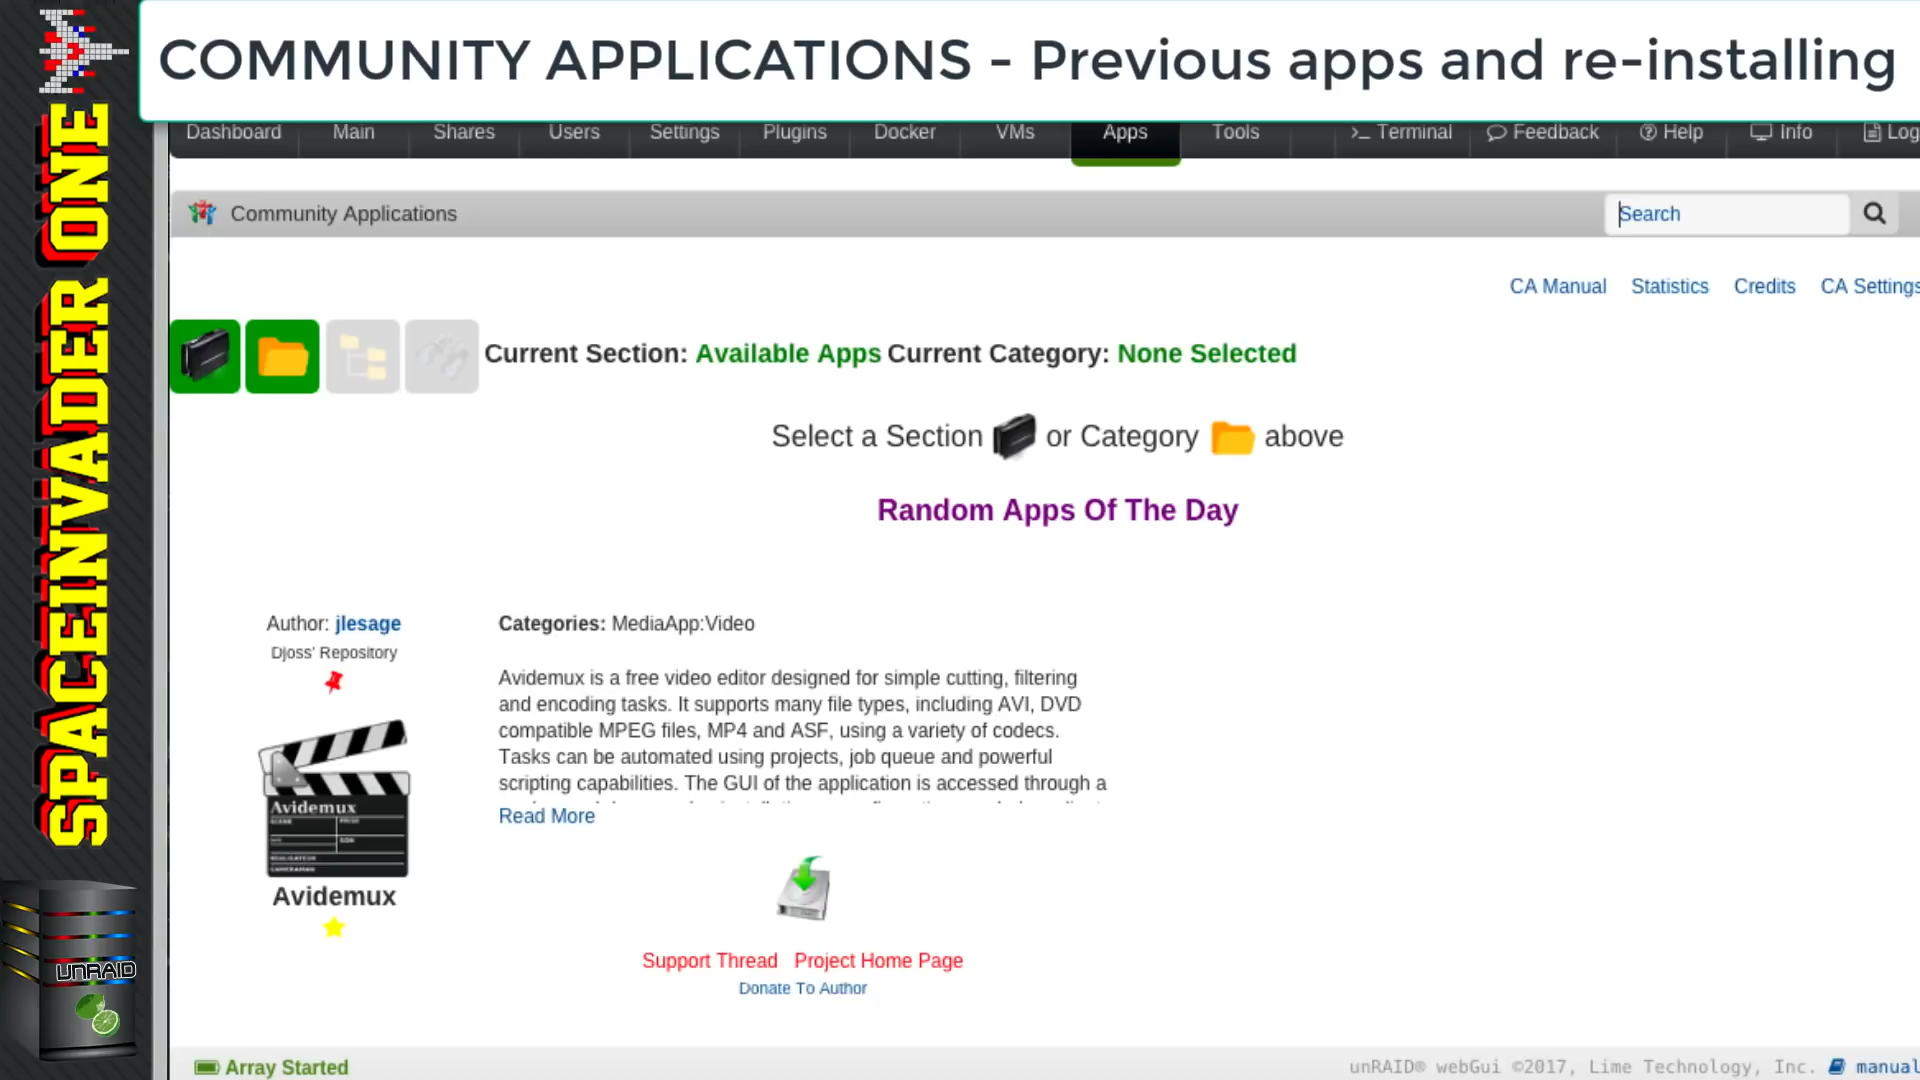 COMMUNITY APPLICATIONS - Previous apps and re-installing
SPACEINVADER ONE
Dashboard Main Shares Users Settings Plugins Docker VMs Apps Tools Terminal Feedback Help Info Log
Community Applications
Search
CA Manual Statistics Credits CA Settings
Current Section: Available Apps Current Category: None Selected
Select a Section or Category above
Random Apps Of The Day
Author: jlesage
Djoss' Repository
Categories: MediaApp:Video
Avidemux is a free video editor designed for simple cutting, filtering
and encoding tasks. It supports many file types, including AVI, DVD
compatible MPEG files, MP4 and ASF, using a variety of codecs.
Tasks can be automated using projects, job queue and powerful
scripting capabilities. The GUI of the application is accessed through a
Read More
Avidemux
Avidemux
Support Thread Project Home Page
Donate To Author
UNRAID
Array Started
unRAID® webGui ©2017, Lime Technology, Inc. manual